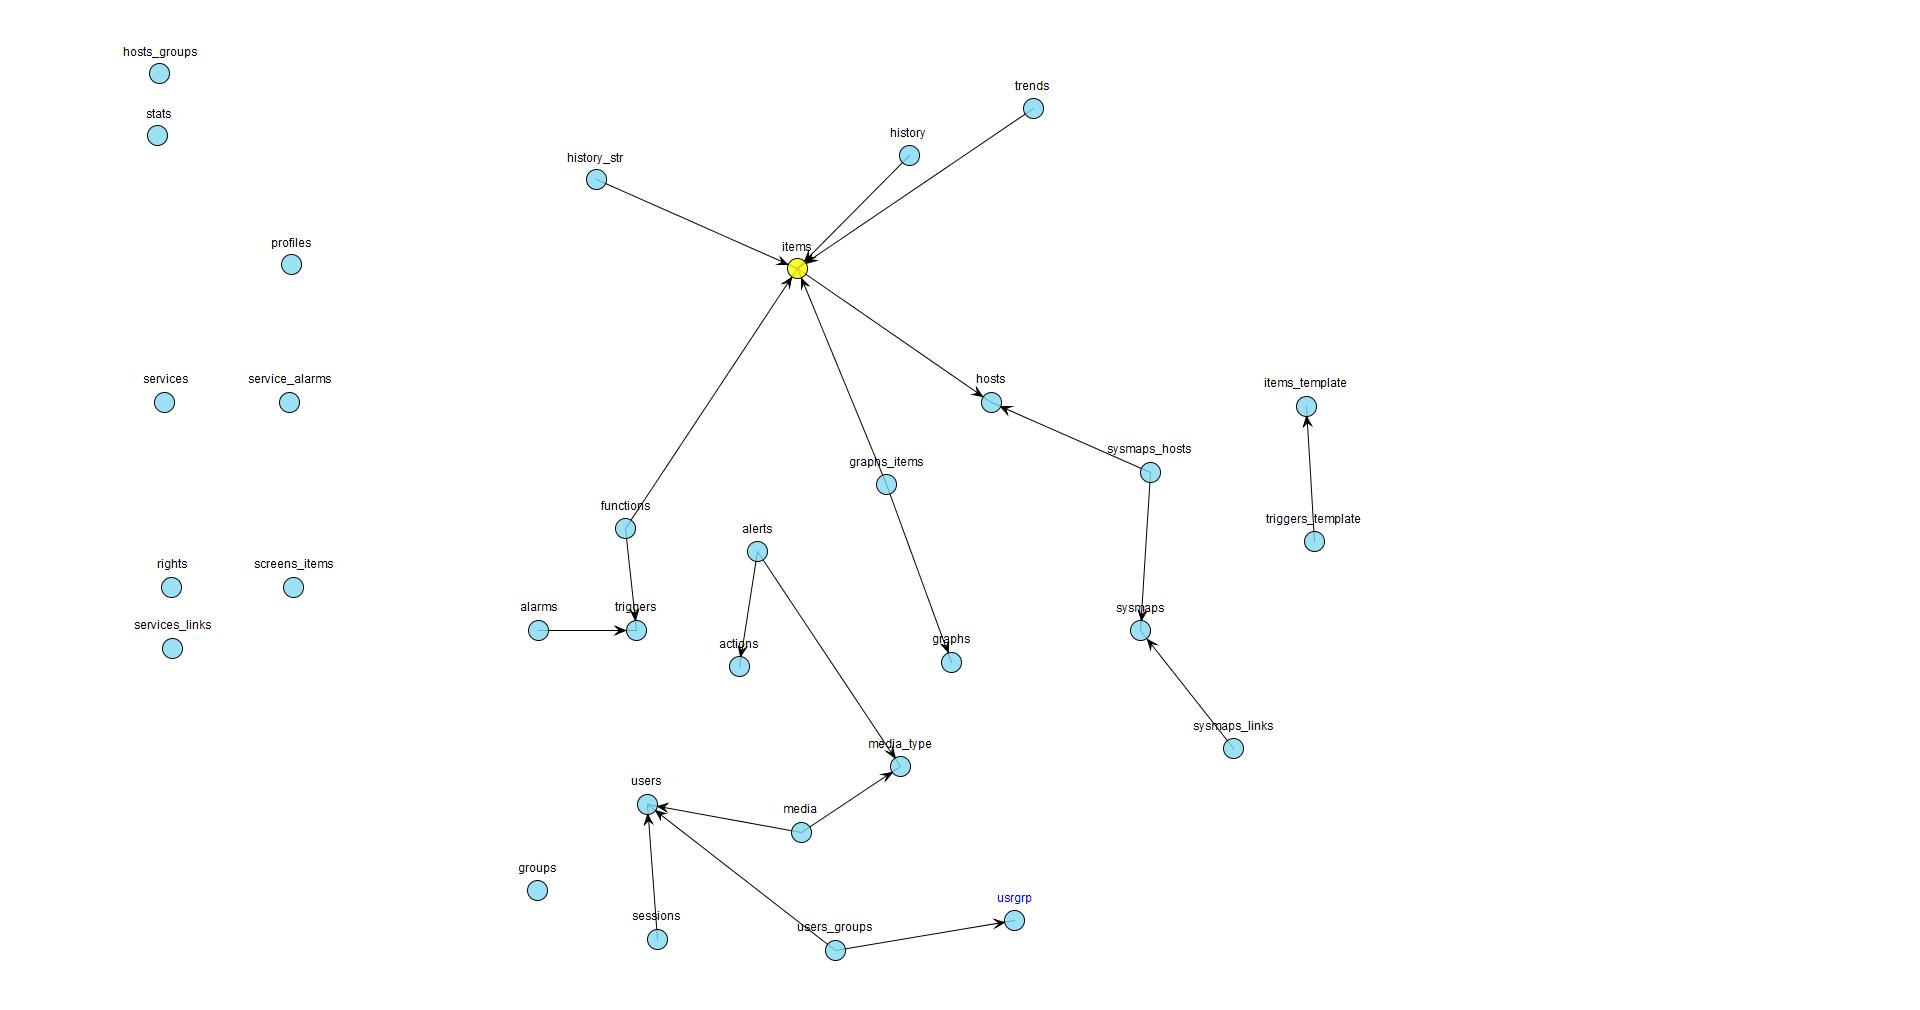 hosts_groups
stats
profiles
services
service_alarms
rights
screens_items
services_links
trends
history
history_str
items
hosts
items_template
sysmaps_hosts
graphs_items
functions
triggers_template
alerts
alarms
triggers
sysmaps
actions
graphs
sysmaps_links
media_type
users
media
groups
usrgrp
sessions
users_groups